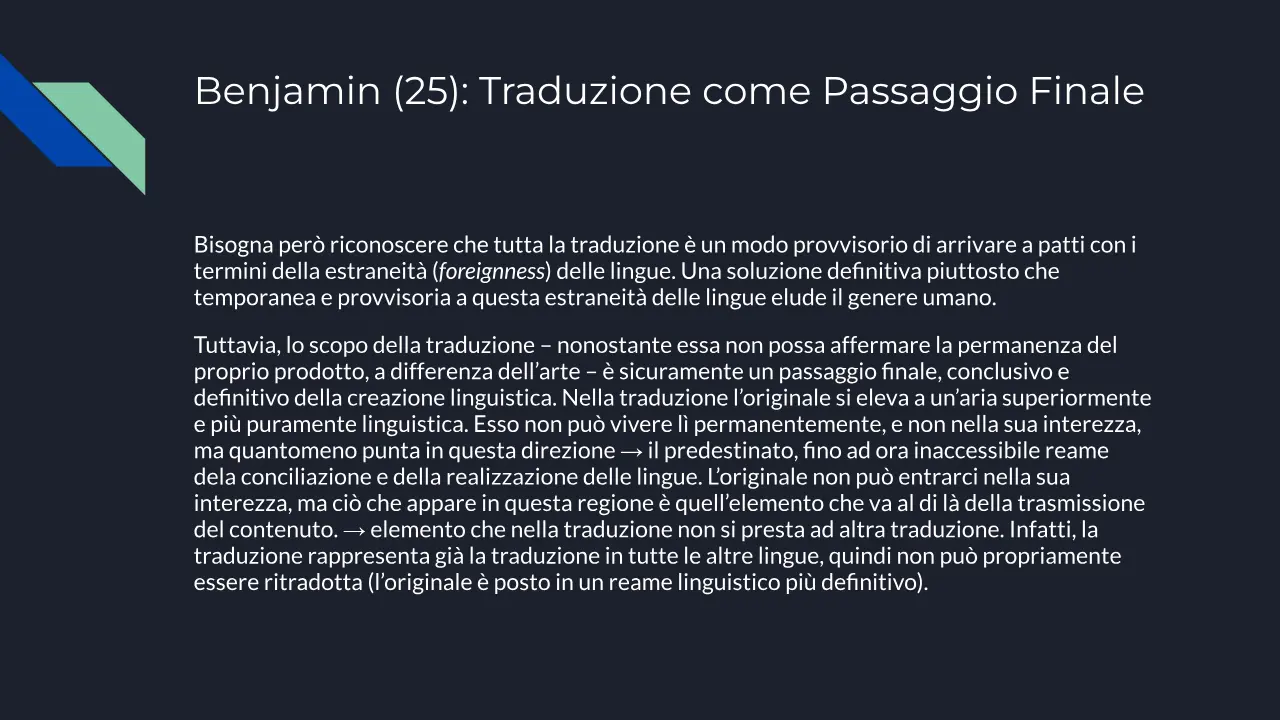 Benjamin (25): Traduzione come Passaggio Finale
Bisogna però riconoscere che tutta la traduzione è un modo provvisorio di arrivare a patti con i
termini della estraneità (foreignness) delle lingue. Una soluzione definitiva piuttosto che
temporanea e provvisoria a questa estraneità delle lingue elude il genere umano.
Tuttavia, lo scopo della traduzione – nonostante essa non possa affermare la permanenza del
proprio prodotto, a differenza dell’arte – è sicuramente un passaggio finale, conclusivo e
definitivo della creazione linguistica. Nella traduzione l’originale si eleva a un’aria superiormente
e più puramente linguistica. Esso non può vivere lì permanentemente, e non nella sua interezza,
ma quantomeno punta in questa direzione → il predestinato, fino ad ora inaccessibile reame
dela conciliazione e della realizzazione delle lingue. L’originale non può entrarci nella sua
interezza, ma ciò che appare in questa regione è quell’elemento che va al di là della trasmissione
del contenuto. → elemento che nella traduzione non si presta ad altra traduzione. Infatti, la
traduzione rappresenta già la traduzione in tutte le altre lingue, quindi non può propriamente
essere ritradotta (l’originale è posto in un reame linguistico più definitivo).